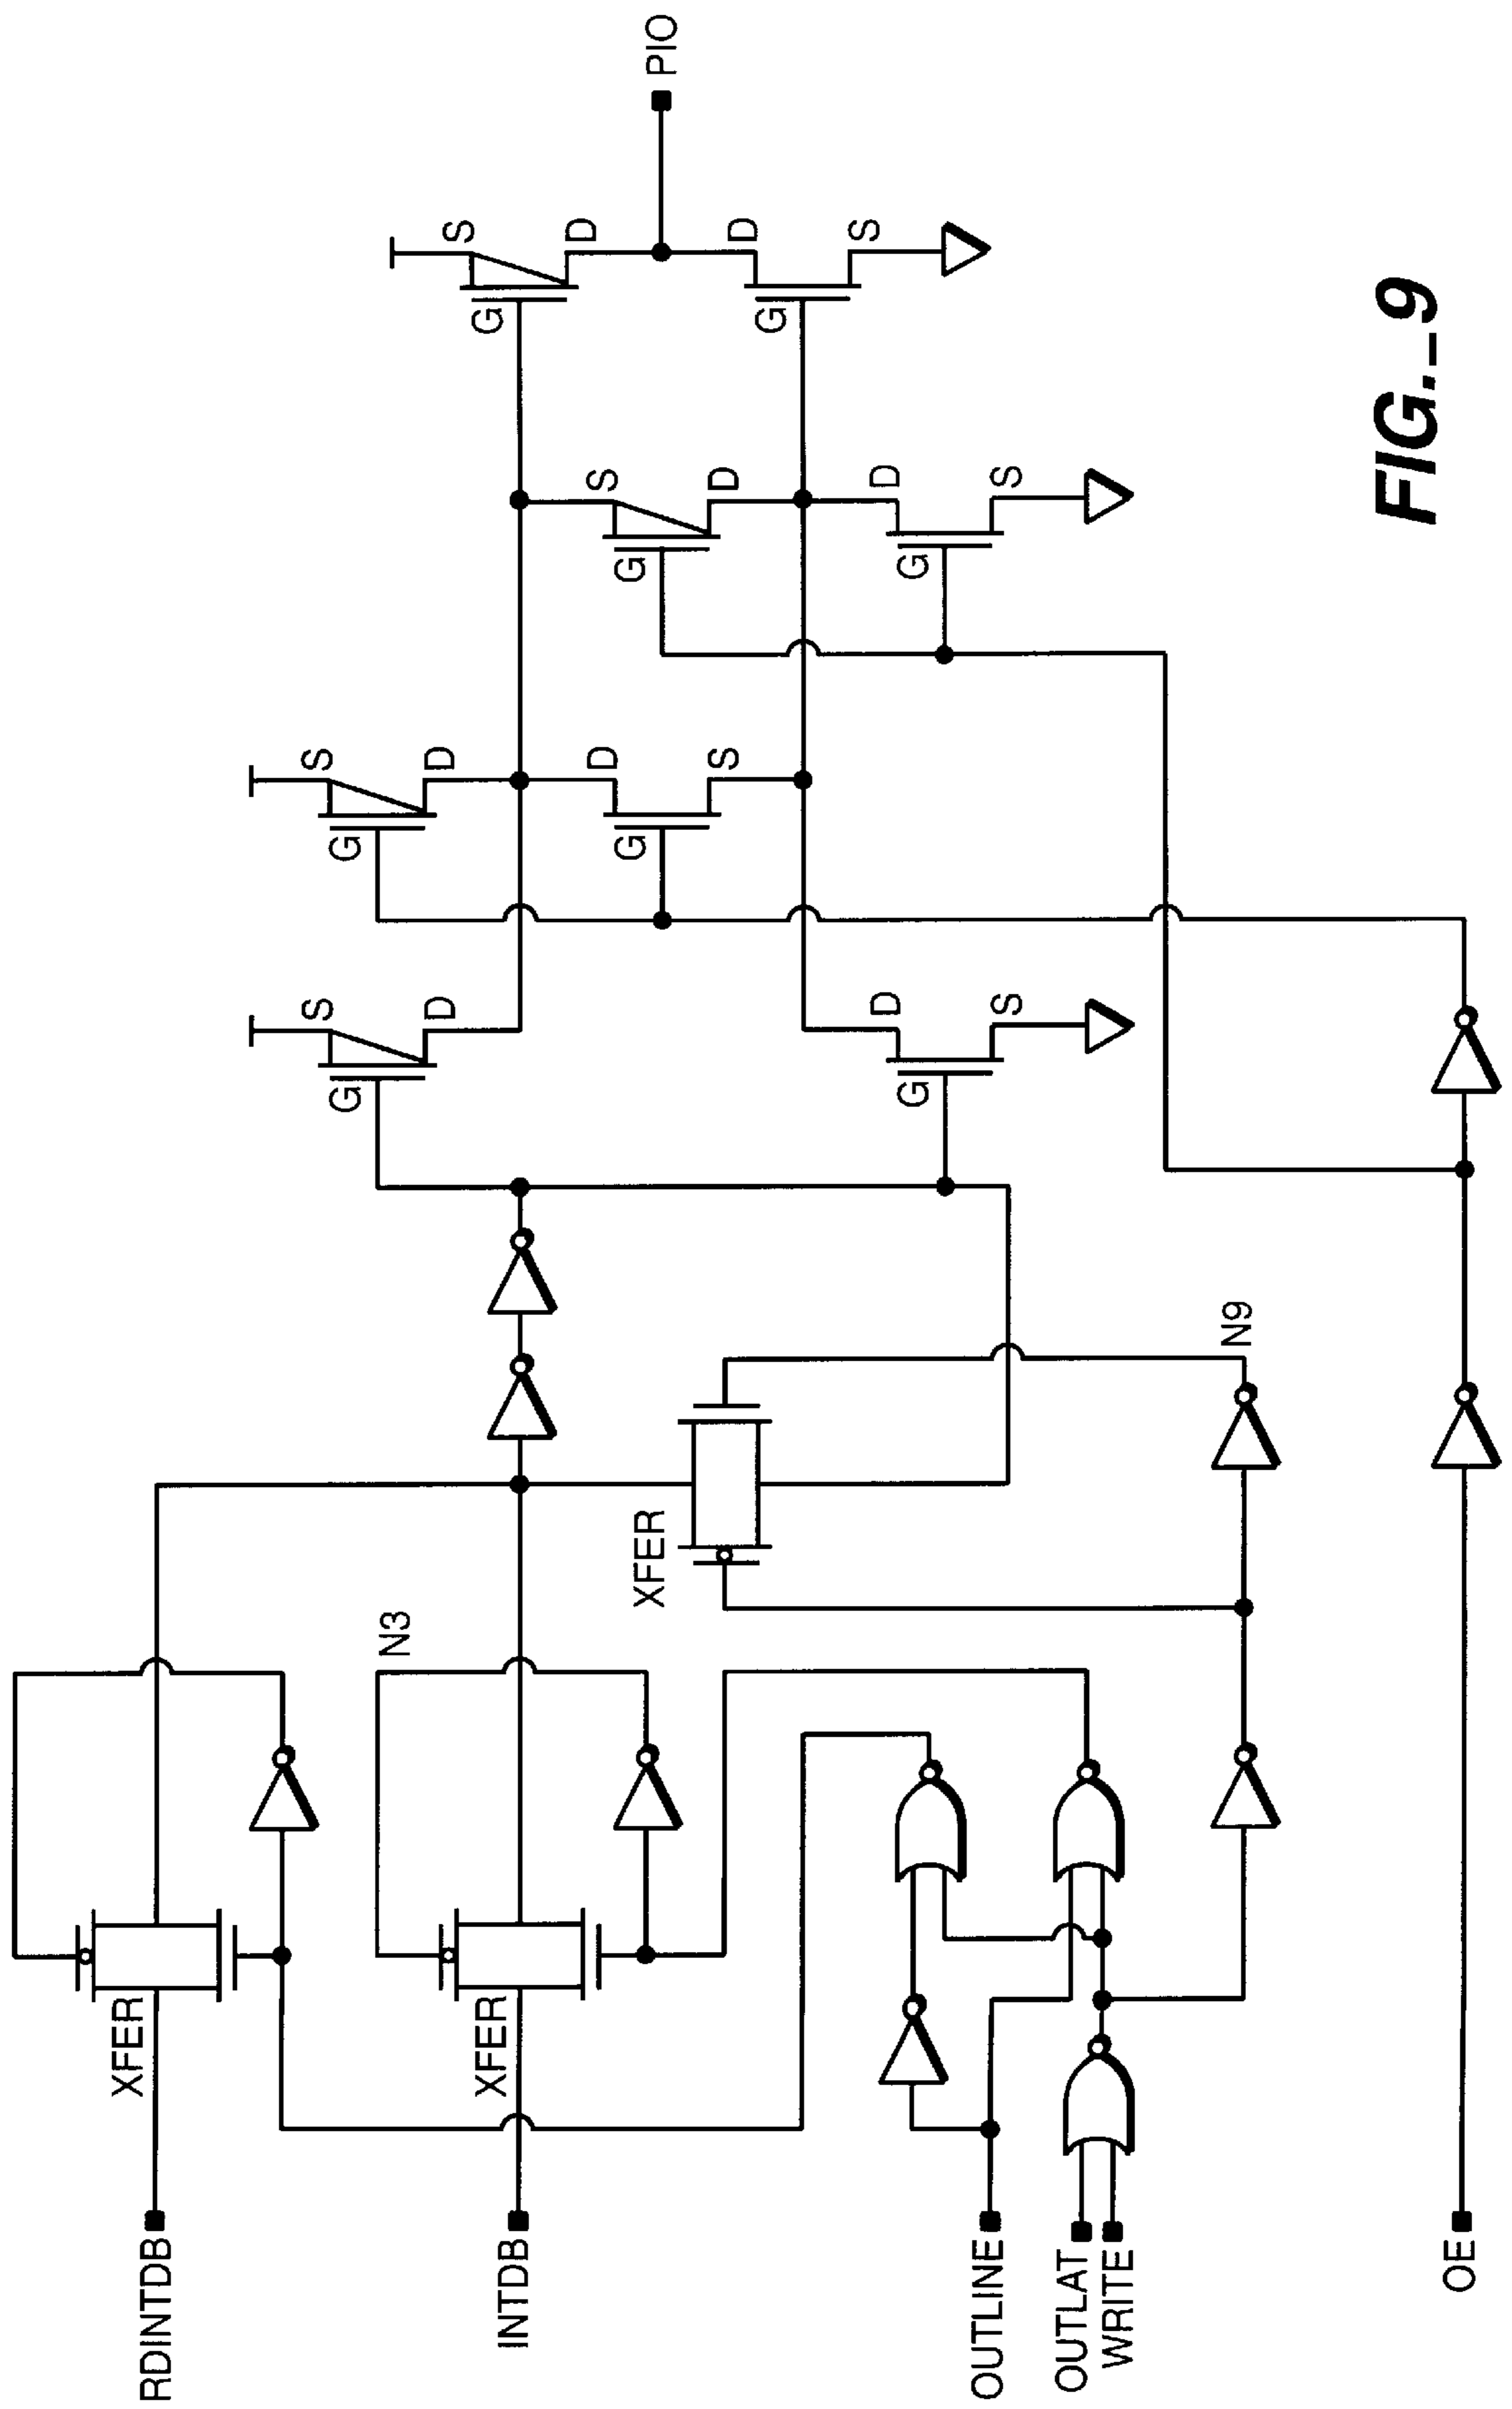 RDINTDB
XFER
INTDB
XFER
N3
XFER
OUTLINE
OUTLAT
WRITE
N9
OE
S
G
D
G
D
S
S
G
D
D
G
S
S
G
D
D
G
S
S
G
D
D
G
S
PIO
FIG._9